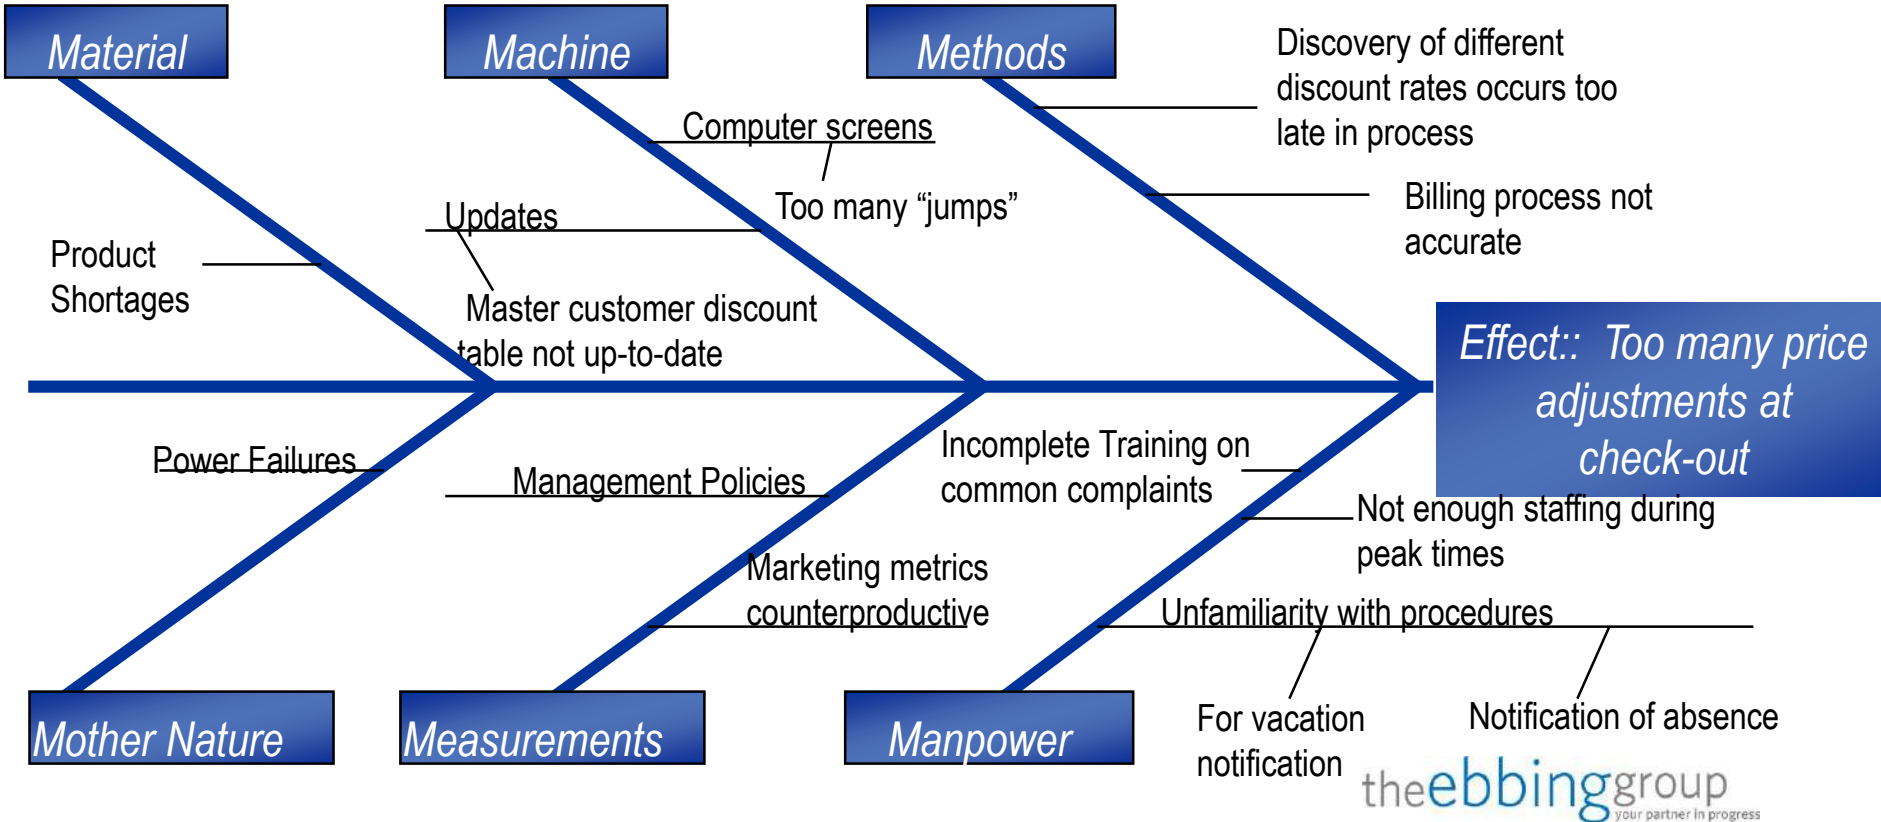 Material
Machine
Methods
Discovery of different
discount rates occurs too
late in process
Computer screens
Too many “jumps”
Billing process not
accurate
Updates
Product
Shortages
Master customer discount
table not up-to-date
Effect:: Too many price
adjustments at
check-out
Power Failures
Management Policies
Incomplete Training on
common complaints
Not enough staffing during
peak times
Marketing metrics
counterproductive
Unfamiliarity with procedures
For vacation
notification
Notification of absence
Mother Nature
Measurements
Manpower
theebbinggroup
your partner in progress